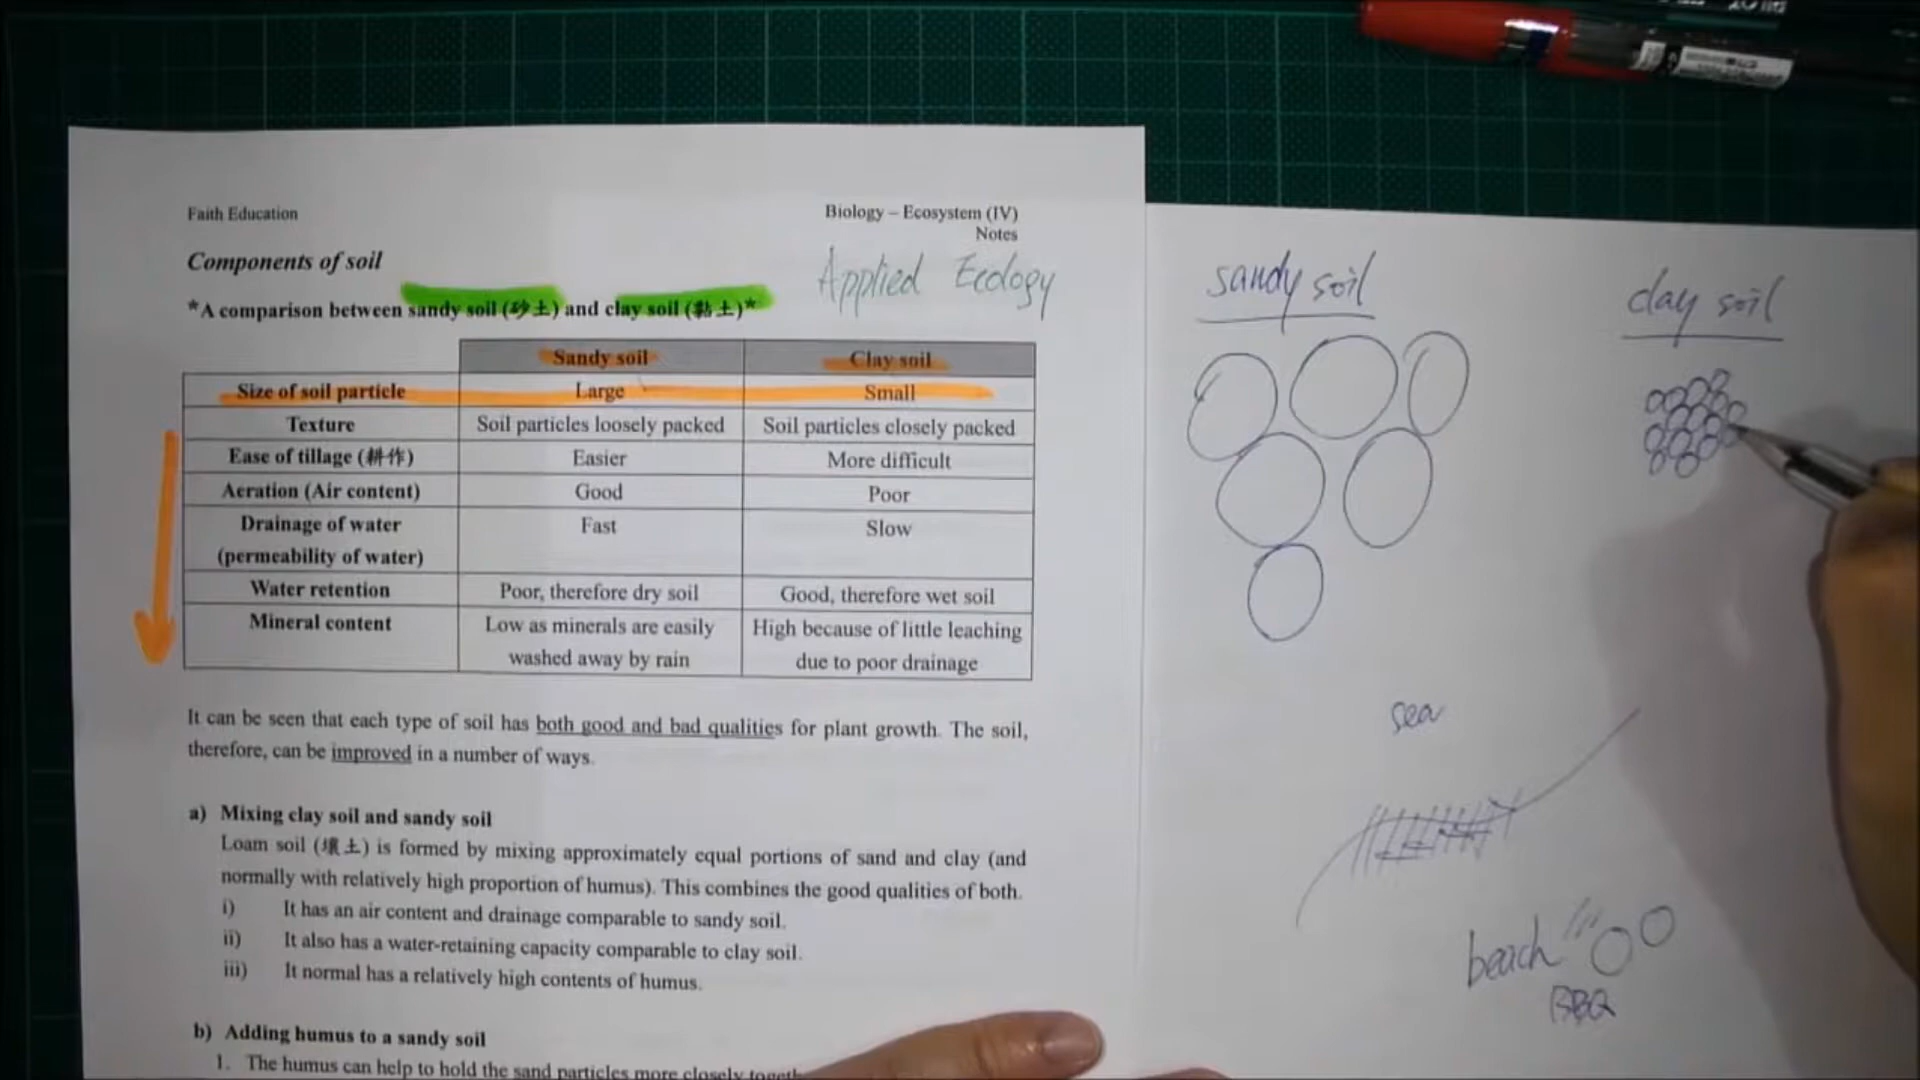 Faith Education
Biology – Ecosystem (IV)
Notes
Components of soil
Applied Ecology
*A comparison between sandy soil (砂土) and clay soil (黏土)*
Sandy soil Clay soil
Size of soil particle Large Small
Texture Soil particles loosely packed Soil particles closely packed
Ease of tillage (耕作) Easier More difficult
Aeration (Air content) Good Poor
Drainage of water Fast Slow
(permeability of water)
Water retention Poor, therefore dry soil Good, therefore wet soil
Mineral content Low as minerals are easily High because of little leaching
washed away by rain due to poor drainage
It can be seen that each type of soil has both good and bad qualities for plant growth. The soil,
therefore, can be improved in a number of ways.
a) Mixing clay soil and sandy soil
Loam soil (壤土) is formed by mixing approximately equal portions of sand and clay (and
normally with relatively high proportion of humus). This combines the good qualities of both.
i) It has an air content and drainage comparable to sandy soil.
ii) It also has a water-retaining capacity comparable to clay soil.
iii) It normal has a relatively high contents of humus.
b) Adding humus to a sandy soil
1. The humus can help to hold the sand particles more closely
sandy soil
clay soil
sea
beach
BBQ